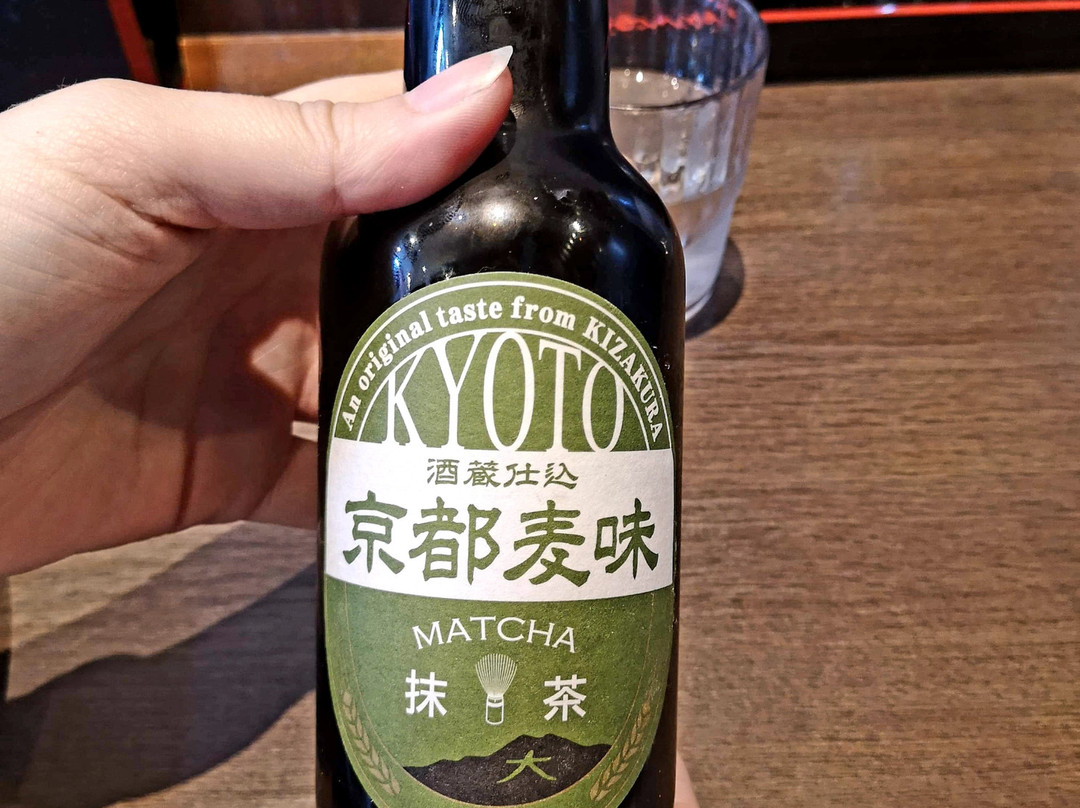 An original taste from KIZAKURA
KYOTO
酒蔵仕込
京都麦味
MATCHA
抹茶
大